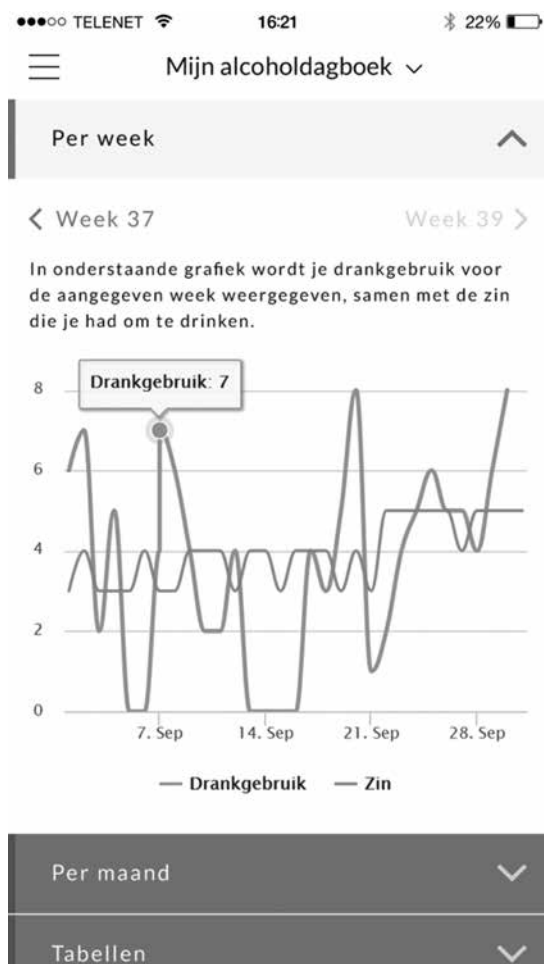 TELENET 16:21 22%
Mijn alcoholdagboek
Per week
Week 37 Week 39
In onderstaande grafiek wordt je drankgebruik voor
de aangegeven week weergegeven, samen met de zin
die je had om te drinken.
Drankgebruik: 7
8
6
4
2
0
7. Sep 14. Sep 21. Sep 28. Sep
Drankgebruik Zin
Per maand
Tabellen